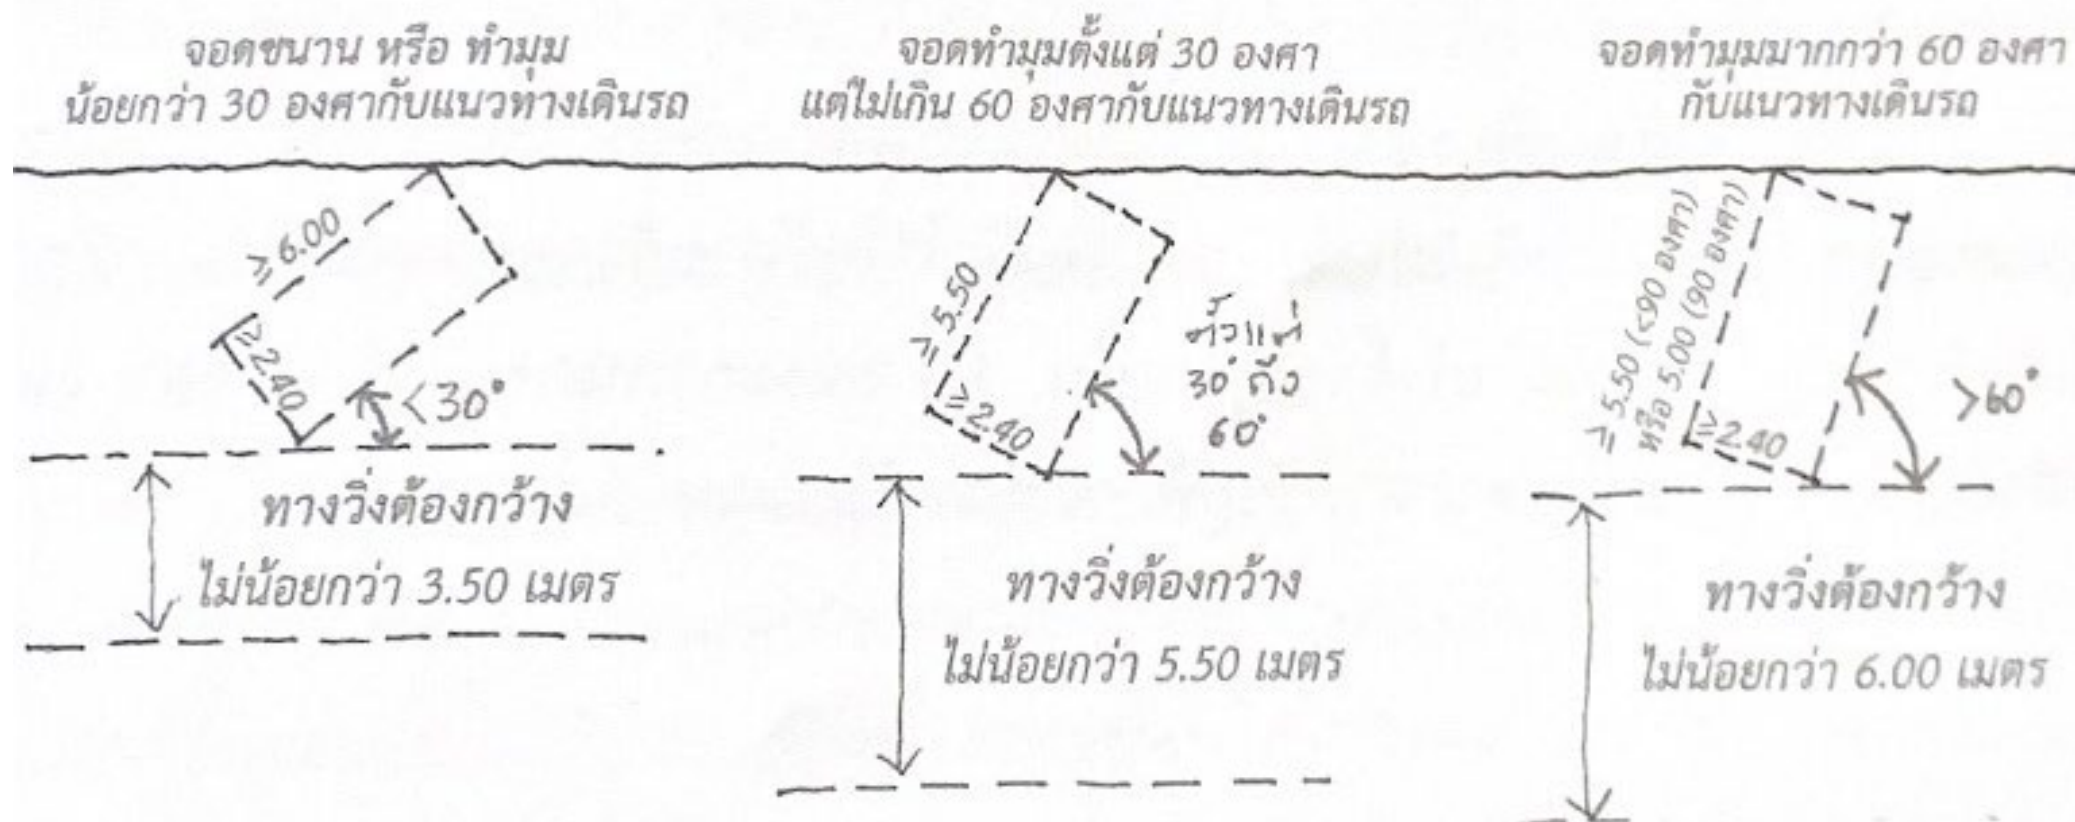 จอดขนาน หรือ ทำมุม
น้อยกว่า 30 องศากับแนวทางเดินรถ
≥ 6.00
≥2.40
<30°
ทางวิ่งต้องกว้าง
ไม่น้อยกว่า 3.50 เมตร
จอดทำมุมตั้งแต่ 30 องศา
แต่ไม่เกิน 60 องศากับแนวทางเดินรถ
≥ 5.50
≥2.40
ตั้งแต่
30° ถึง
60°
ทางวิ่งต้องกว้าง
ไม่น้อยกว่า 5.50 เมตร
จอดทำมุมมากกว่า 60 องศา
กับแนวทางเดินรถ
≥ 5.50 (<90 องศา)
หรือ 5.00 (90 องศา)
≥2.40
>60°
ทางวิ่งต้องกว้าง
ไม่น้อยกว่า 6.00 เมตร